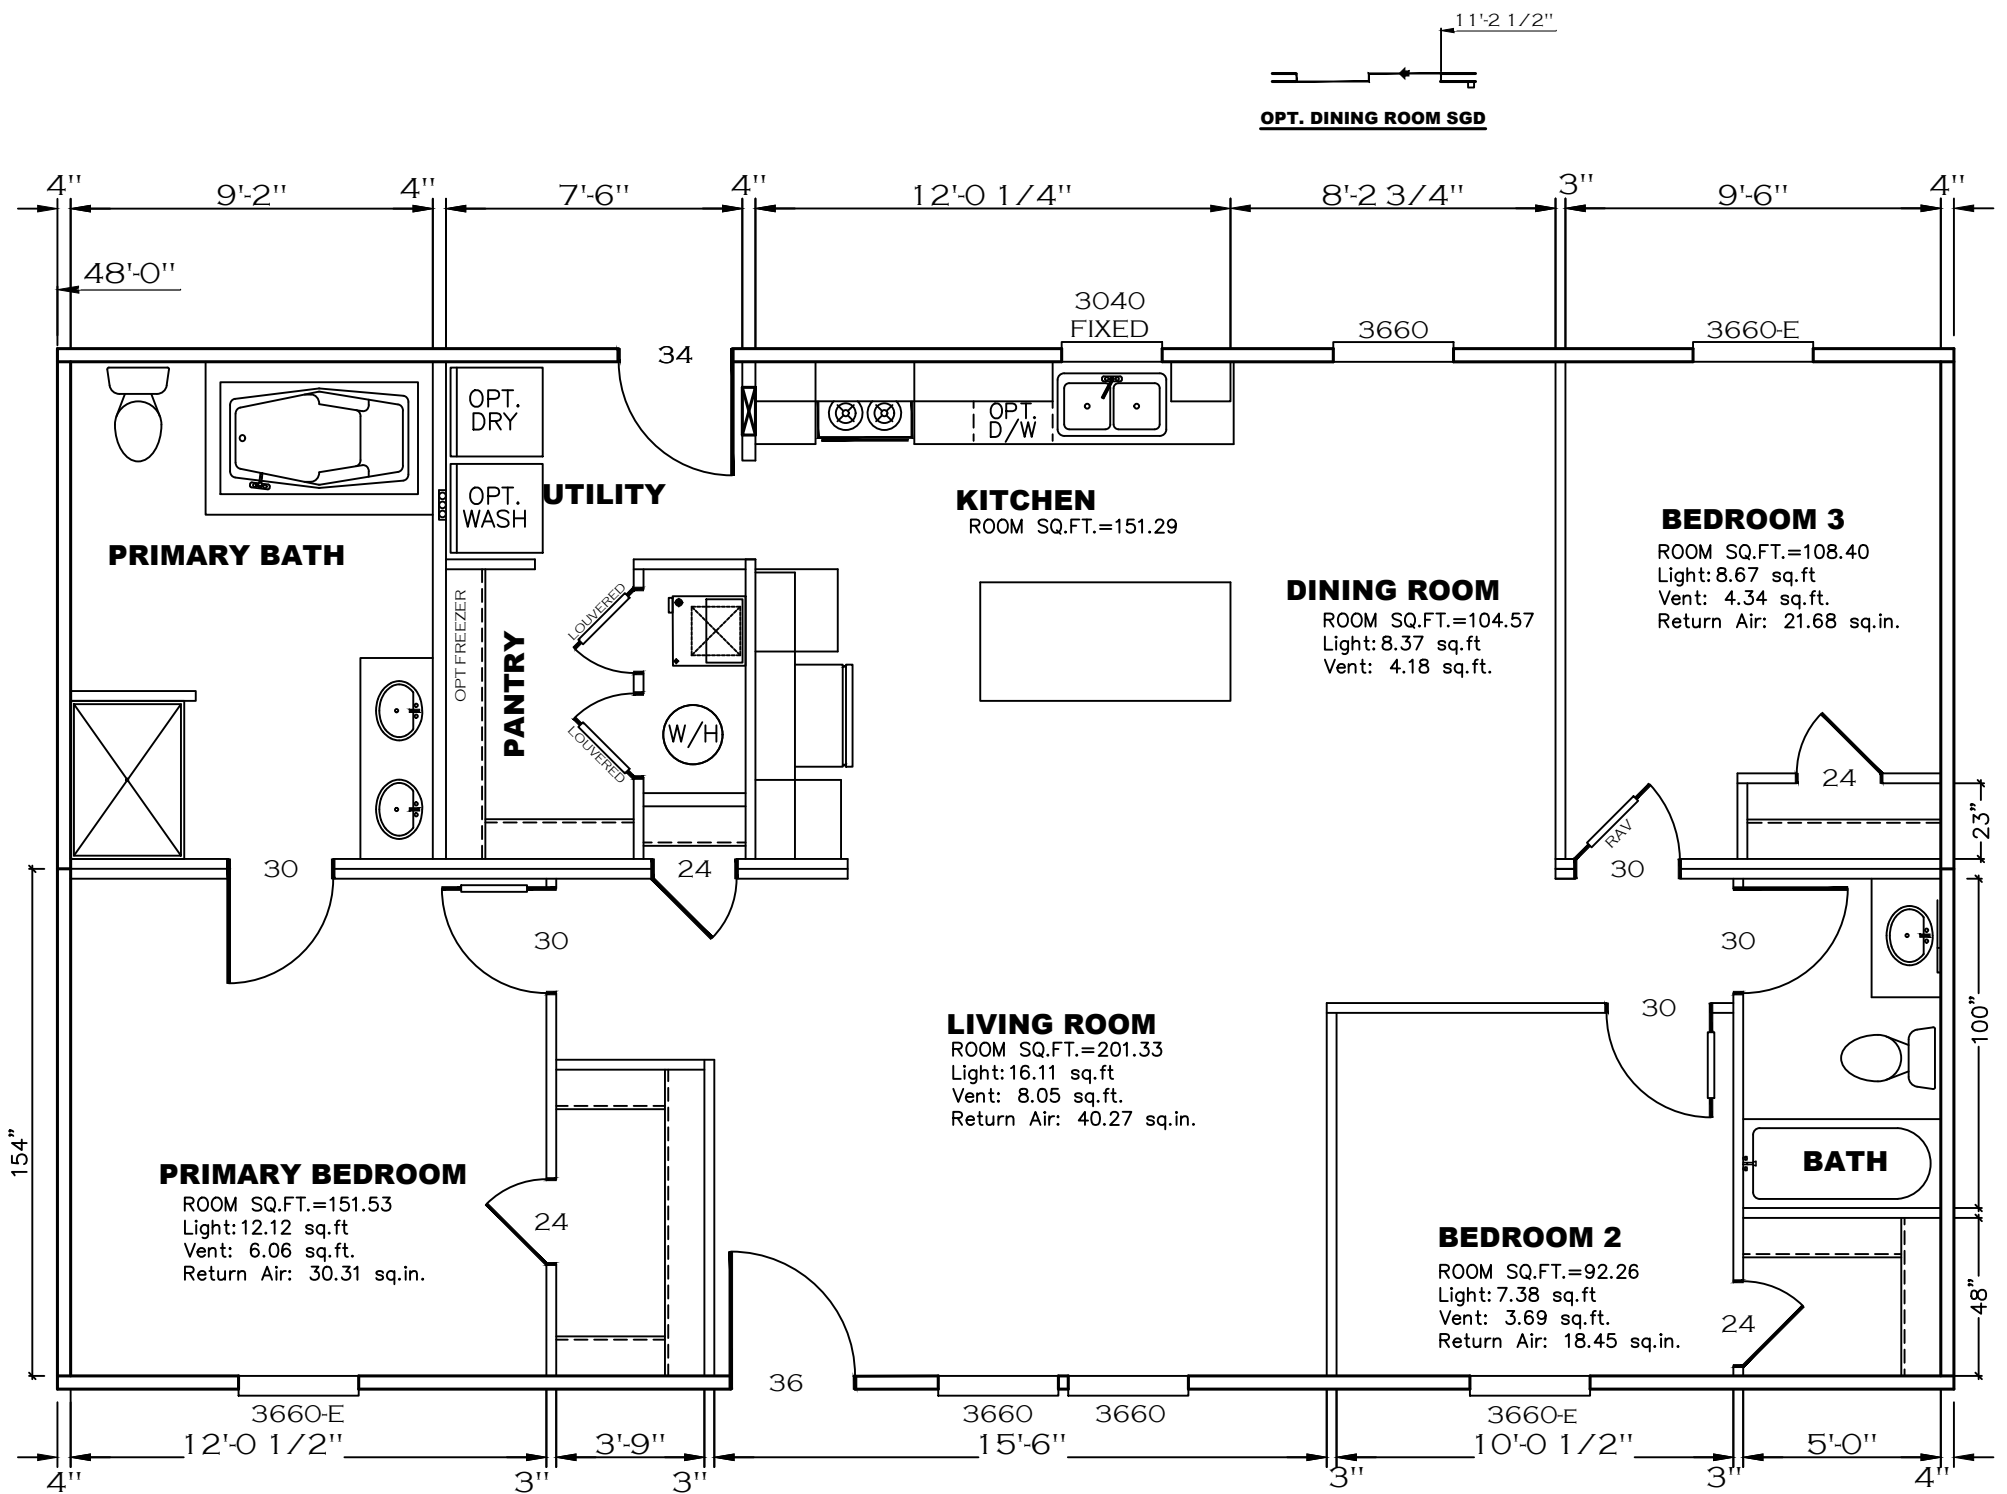 11'-2 1/2"
OPT. DINING ROOM SGD
4" 9'-2" 4" 7'-6" 4" 12'-0 1/4" 8'-2 3/4" 3" 9'-6" 4"
48'-0"
3040
FIXED
3660
3660-E
34
OPT.
DRY
OPT.
WASH
UTILITY
OPT.
D/W
KITCHEN
ROOM SQ.FT.=151.29
PRIMARY BATH
BEDROOM 3
ROOM SQ.FT.=108.40
Light:8.67 sq.ft
Vent: 4.34 sq.ft.
Return Air: 21.68 sq.in.
DINING ROOM
ROOM SQ.FT.=104.57
Light:8.37 sq.ft
Vent: 4.18 sq.ft.
OPT FREEZER
PANTRY
LOUVERED
LOUVERED
W/H
24
23"
RAV
30
30
24
30
30
30
100"
LIVING ROOM
ROOM SQ.FT.=201.33
Light:16.11 sq.ft
Vent: 8.05 sq.ft.
Return Air: 40.27 sq.in.
154"
PRIMARY BEDROOM
ROOM SQ.FT.=151.53
Light:12.12 sq.ft
Vent: 6.06 sq.ft.
Return Air: 30.31 sq.in.
24
BATH
BEDROOM 2
ROOM SQ.FT.=92.26
Light:7.38 sq.ft
Vent: 3.69 sq.ft.
Return Air: 18.45 sq.in.
24
48"
36
3660-E
3660
3660
3660-E
4" 12'-0 1/2" 3" 3'-9" 3" 15'-6" 3" 10'-0 1/2" 3" 5'-0" 4"